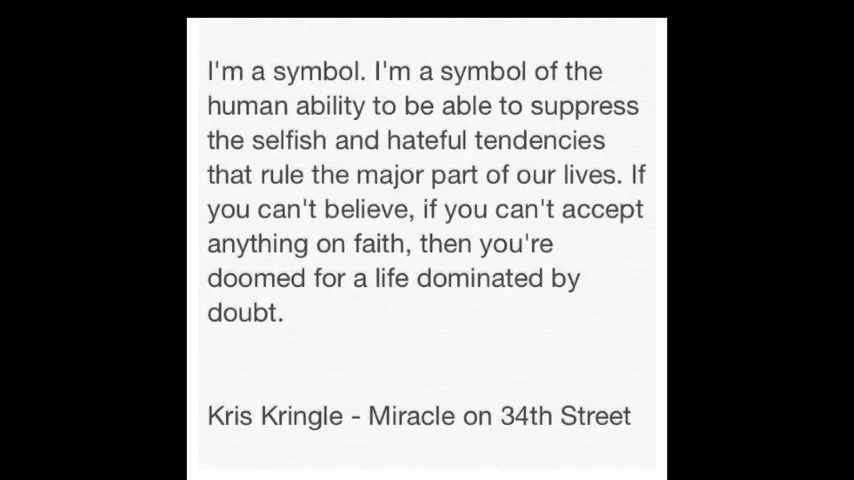 I'm a symbol. I'm a symbol of the
human ability to be able to suppress
the selfish and hateful tendencies
that rule the major part of our lives. If
you can't believe, if you can't accept
anything on faith, then you're
doomed for a life dominated by
doubt.
Kris Kringle - Miracle on 34th Street